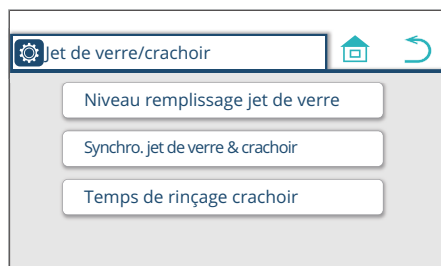 Jet de verre/crachoir
Niveau remplissage jet de verre
Synchro. jet de verre & crachoir
Temps de rinçage crachoir